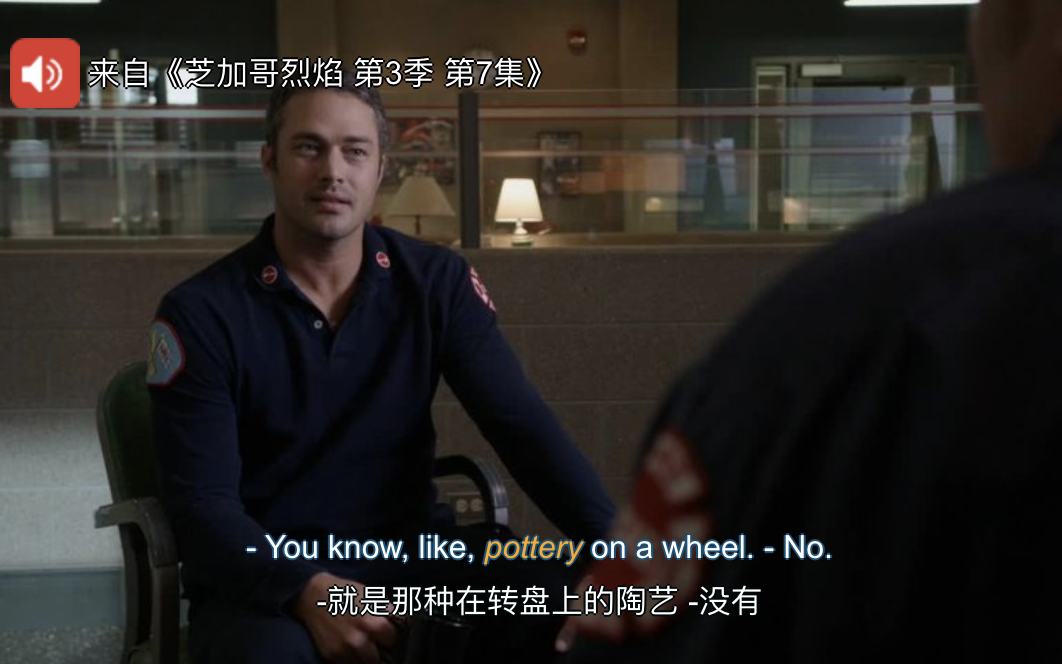 来自《芝加哥烈焰 第3季 第7集》
- You know, like, pottery on a wheel. - No.
-就是那种在转盘上的陶艺 -没有